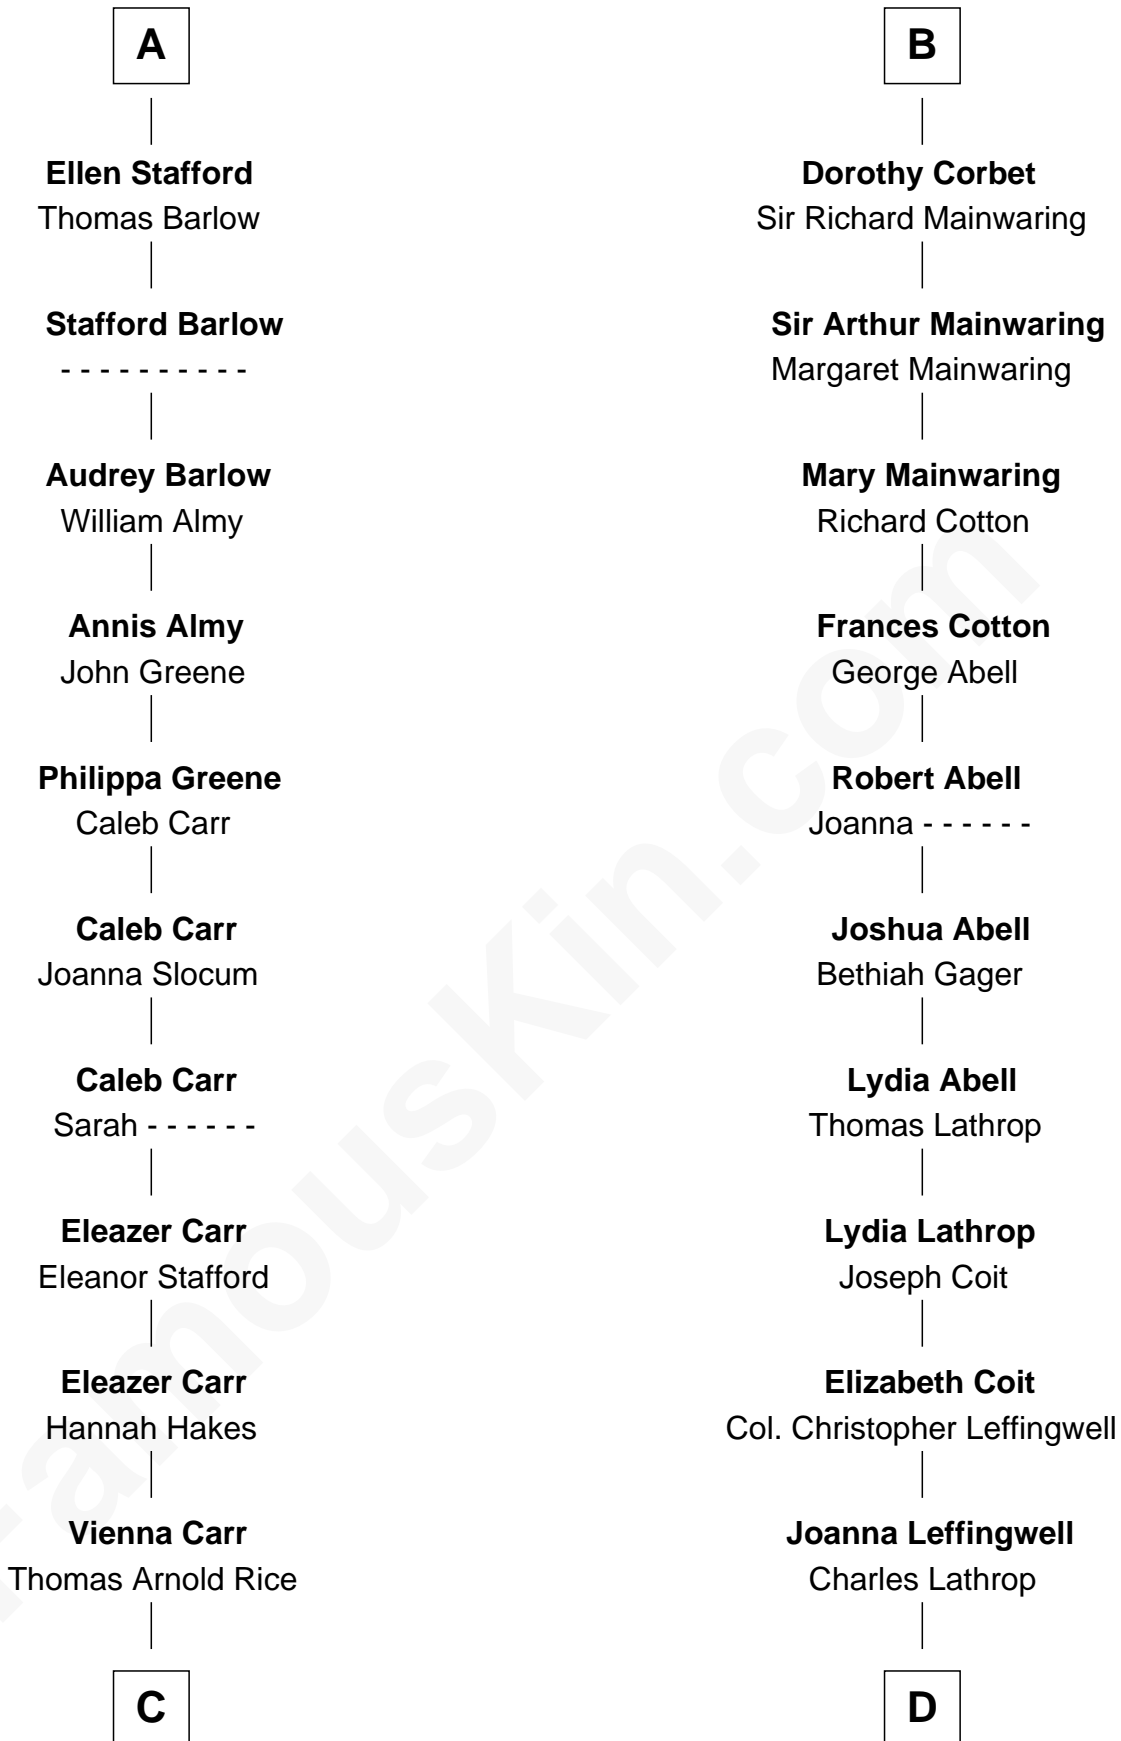 A
Ellen Stafford
Thomas Barlow
Stafford Barlow
- - - - - - - - - -
Audrey Barlow
William Almy
Annis Almy
John Greene
Philippa Greene
Caleb Carr
Caleb Carr
Joanna Slocum
Caleb Carr
Sarah - - - - - -
Eleazer Carr
Eleanor Stafford
Eleazer Carr
Hannah Hakes
Vienna Carr
Thomas Arnold Rice
C
B
Dorothy Corbet
Sir Richard Mainwaring
Sir Arthur Mainwaring
Margaret Mainwaring
Mary Mainwaring
Richard Cotton
Frances Cotton
George Abell
Robert Abell
Joanna - - - - - -
Joshua Abell
Bethiah Gager
Lydia Abell
Thomas Lathrop
Lydia Lathrop
Joseph Coit
Elizabeth Coit
Col. Christopher Leffingwell
Joanna Leffingwell
Charles Lathrop
D
FamousKin.com